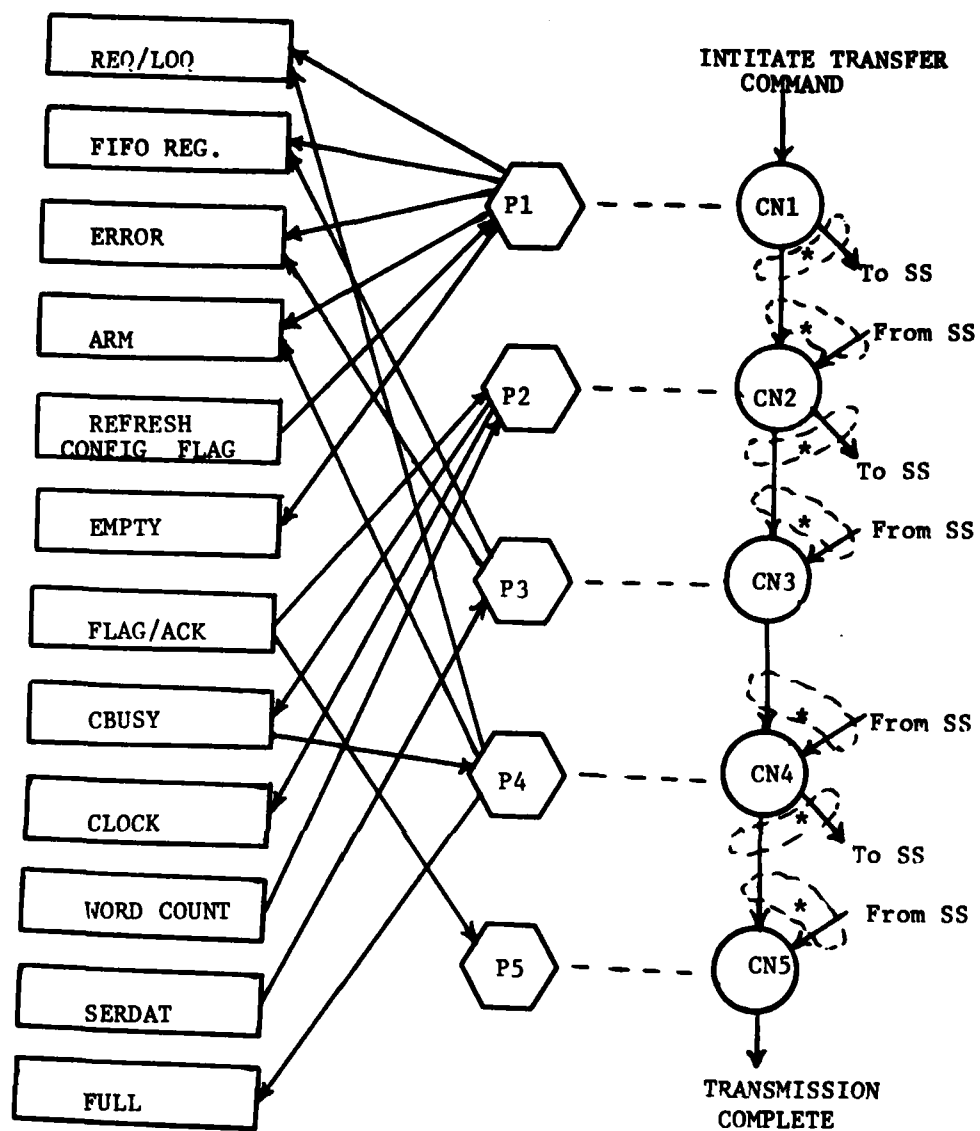 REQ/LOQ
FIFO REG.
ERROR
ARM
REFRESH
CONFIG FLAG
EMPTY
FLAG/ACK
CBUSY
CLOCK
WORD COUNT
SERDAT
FULL
P1
P2
P3
P4
P5
INTITATE TRANSFER
COMMAND
CN1
*
To SS
*
From SS
CN2
*
To SS
*
From SS
CN3
*
From SS
CN4
*
To SS
*
From SS
CN5
TRANSMISSION
COMPLETE